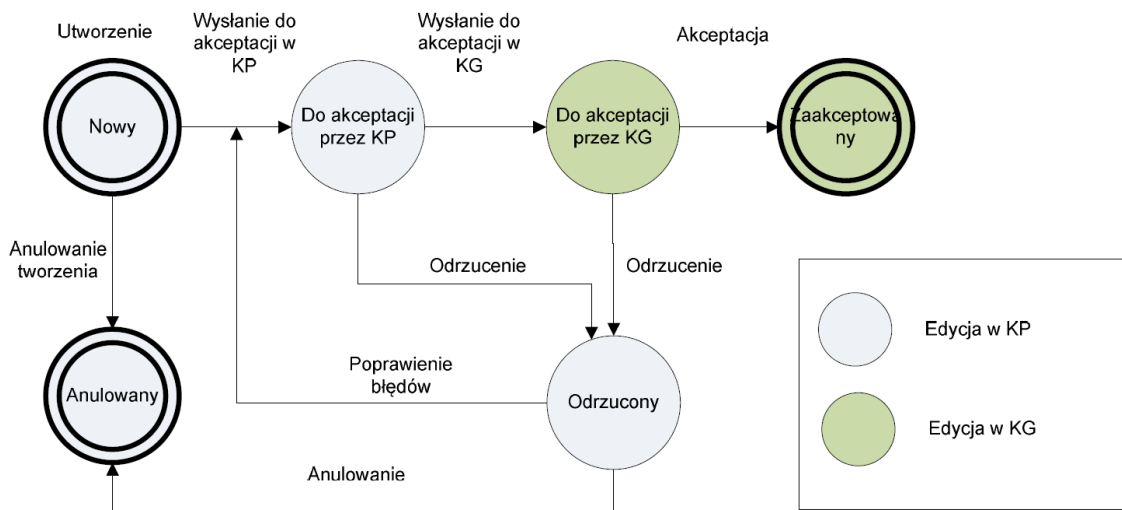 Utworzenie
Wysłanie do
akceptacji w
KP
Wysłanie do
akceptacji w
KG
Akceptacja
Nowy
Do akceptacji
przez KP
Do akceptacji
przez KG
Zaakceptowa
ny
Anulowanie
tworzenia
Odrzucenie
Odrzucenie
Edycja w KP
Poprawienie
błędów
Anulowany
Odrzucony
Edycja w KG
Anulowanie